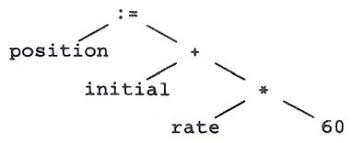 :=
position +
initial *
rate 60